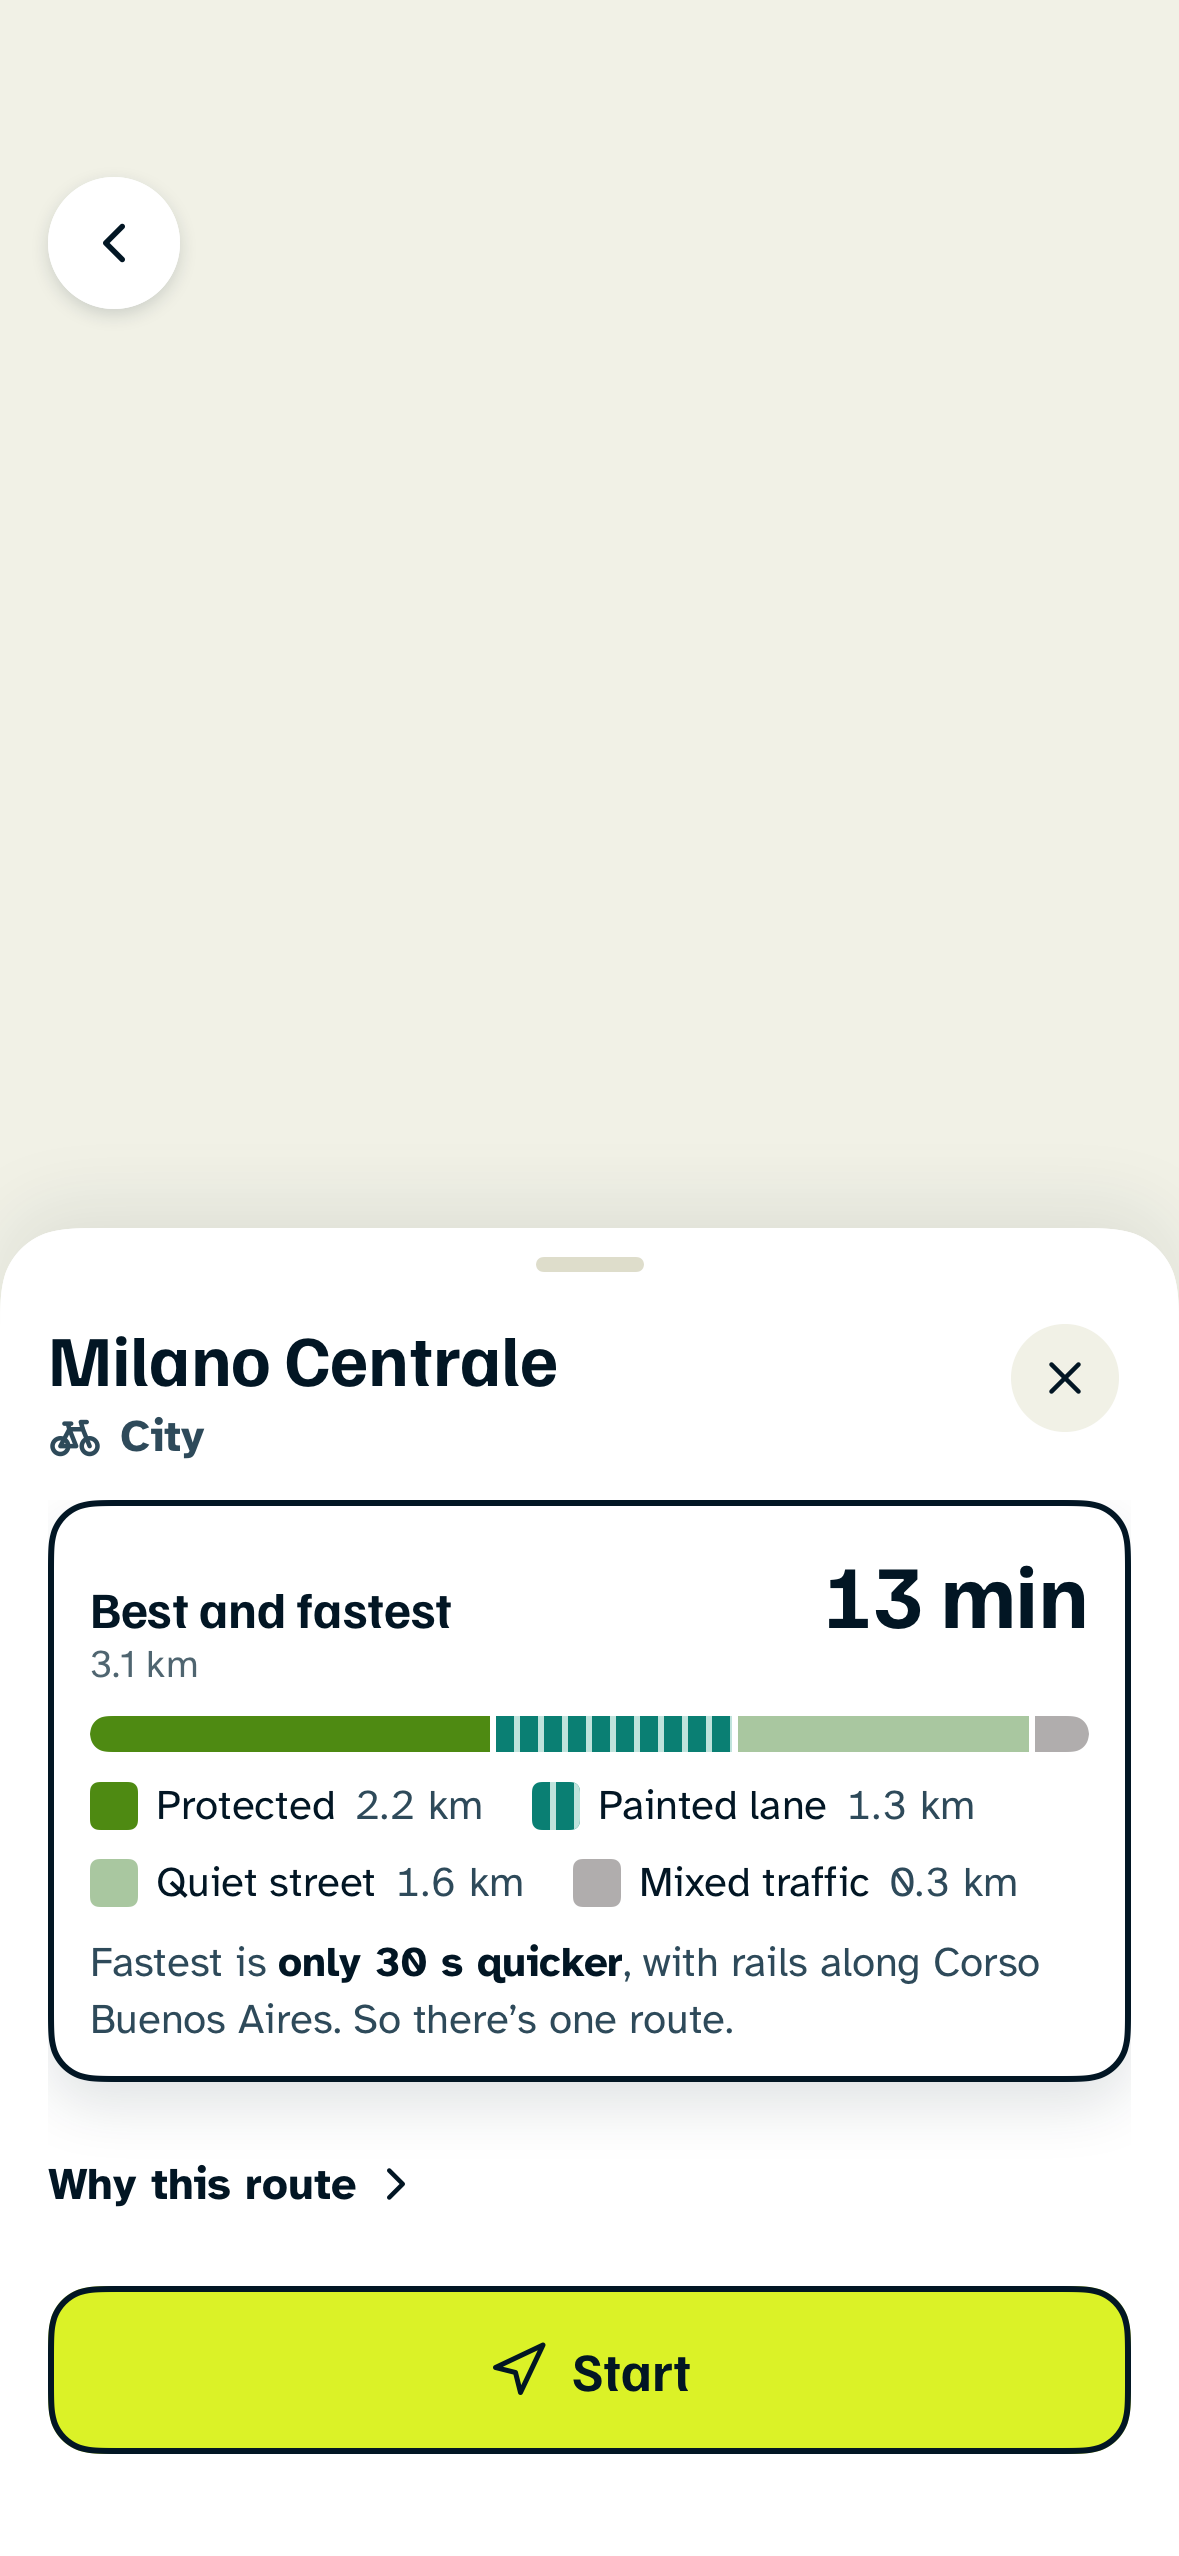 Milano Centrale
City
Best and fastest
13 min
3.1 km
Protected 2.2 km
Painted lane 1.3 km
Quiet street 1.6 km
Mixed traffic 0.3 km
Fastest is only 30 s quicker, with rails along Corso
Buenos Aires. So there’s one route.
Why this route
Start